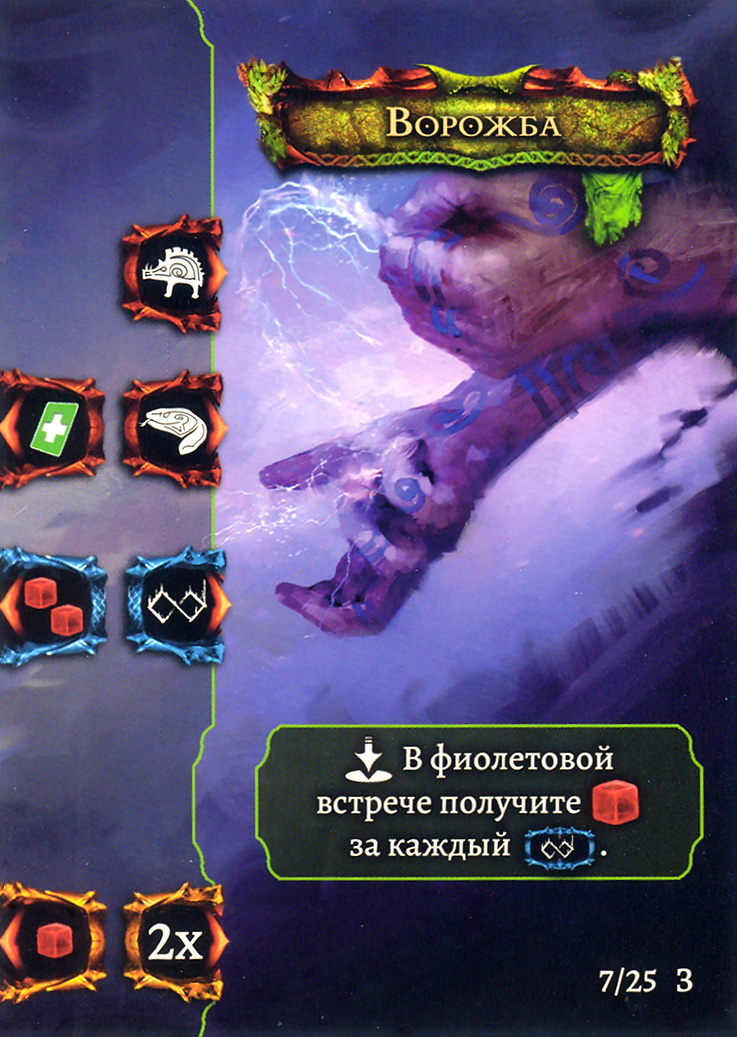 Ворожба
В фиолетовой
встрече получите
за каждый .
2x
7/25 3